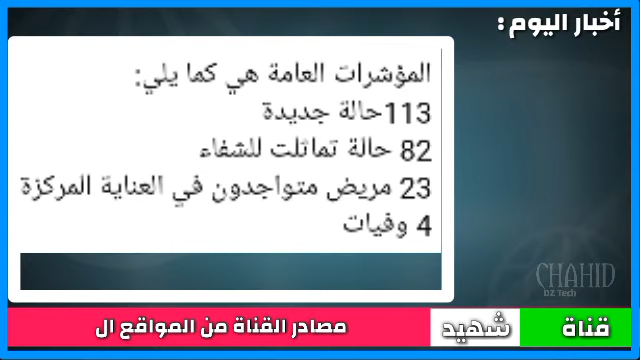 أخبار اليوم :
المؤشرات العامة هي كما يلي:
113حالة جديدة
82 حالة تماثلت للشفاء
23 مريض متواجدون في العناية المركزة
4 وفيات
CHAHID
DZ Tech
قناة شهيد مصادر القناة من المواقع ال